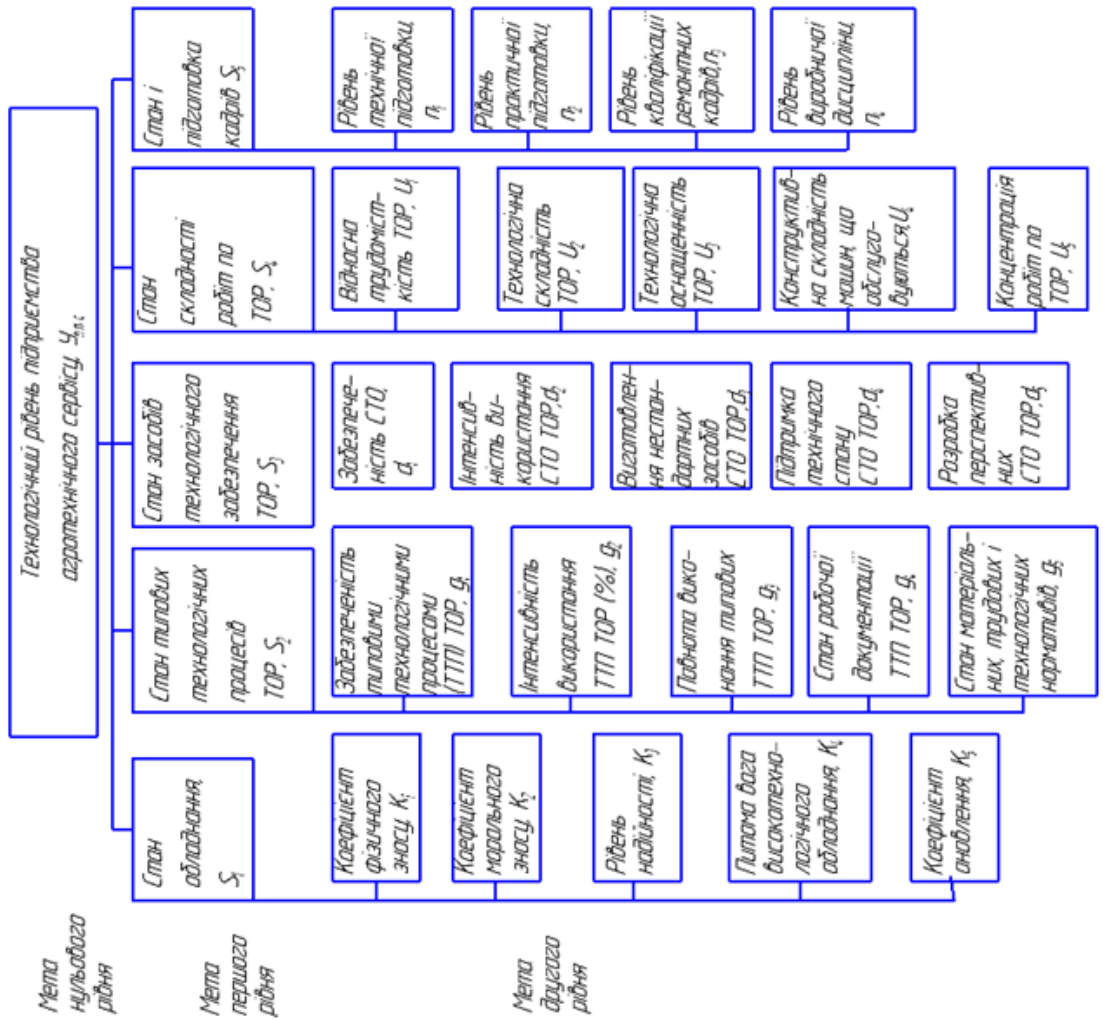 Мета
нульового
рівня
Технологічний рівень підприємства
агротехнічного сервісу, Уп.в.с
Мета
першого
рівня
Стан
обладнання,
S₁
Стан типових
технологічних
процесів
ТОР, S₂
Стан засобів
технологічного
забезпечення
ТОР, S₃
Стан
складності
робіт по
ТОР, S₄
Стан і
підготовка
кадрів S₅
Мета
другого
рівня
Коефіцієнт
фізичного
зносу, К₁
Коефіцієнт
морального
зносу, К₂
Рівень
надійності, К₃
Питома вага
високотехно-
логічного
обладнання, К₄
Коефіцієнт
оновлення, К₅
Забезпеченість
типовими
технологічними
процесами
(ТТП) ТОР, g₁
Інтенсивність
використання
ТТП ТОР (%), g₂
Повнота вико-
нання типових
ТТП ТОР, g₃
Стан робочої
документації
ТТП ТОР, g₄
Стан матеріаль-
них, трудових і
технологічних
нормативів, g₅
Забезпече-
ність СТО,
d₁
Інтенсив-
ність ви-
користання
СТО ТОР, d₂
Виготовлен-
ня нестан-
дартних
засобів
СТО ТОР, d₃
Підтримка
технічного
стану
СТО ТОР, d₄
Розробка
перспектив-
них
СТО ТОР, d₅
Відносна
трудоміст-
кість ТОР, U₁
Технологічна
складність
ТОР, U₂
Технологічна
оснащенність
ТОР, U₃
Конструктив-
на складність
машин, що
обслуго-
вуються, U₄
Концентрація
робіт по
ТОР, U₅
Рівень
технічної
підготовки,
n₁
Рівень
практичної
підготовки,
n₂
Рівень
кваліфікації
ремонтних
кадрів, n₃
Рівень
виробничої
дисципліни,
n₄